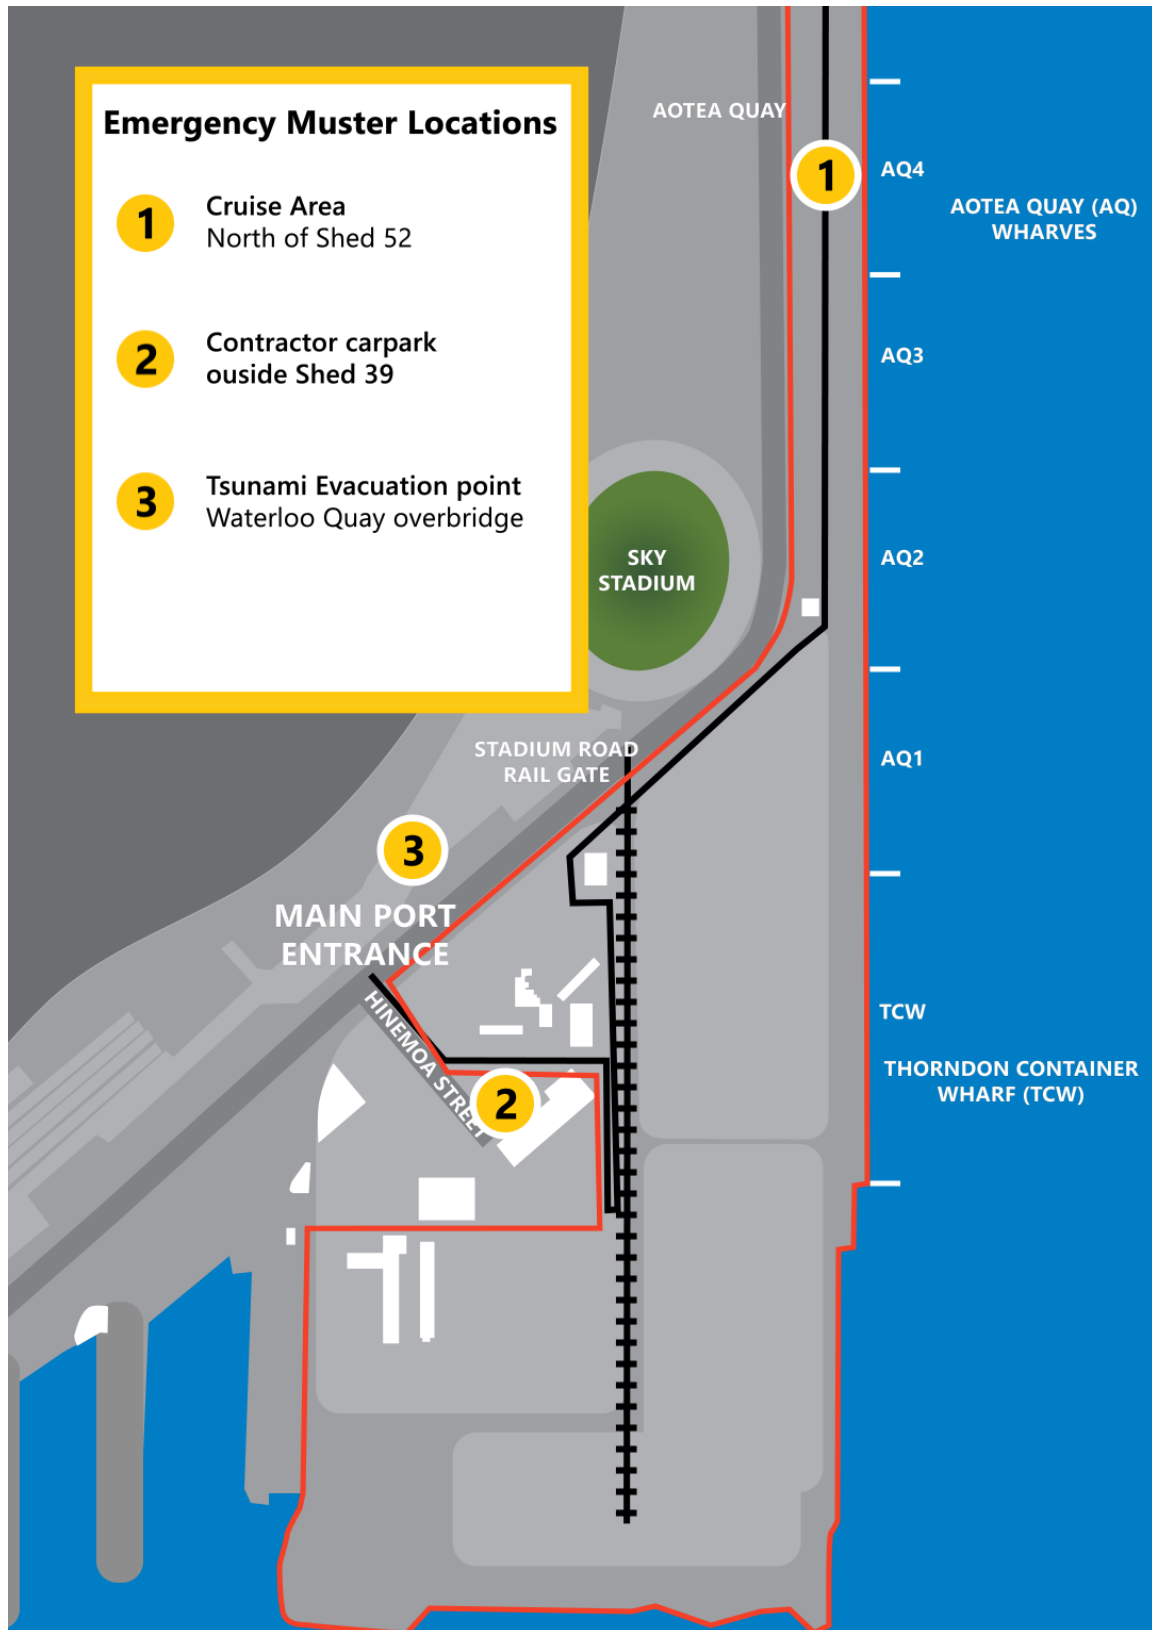 Emergency Muster Locations
1
Cruise Area
North of Shed 52
2
Contractor carpark
ouside Shed 39
3
Tsunami Evacuation point
Waterloo Quay overbridge
AOTEA QUAY
1
AQ4
AOTEA QUAY (AQ)
WHARVES
AQ3
SKY
STADIUM
AQ2
STADIUM ROAD
RAIL GATE
AQ1
3
MAIN PORT
ENTRANCE
HINEMOA STREET
2
TCW
THORNDON CONTAINER
WHARF (TCW)